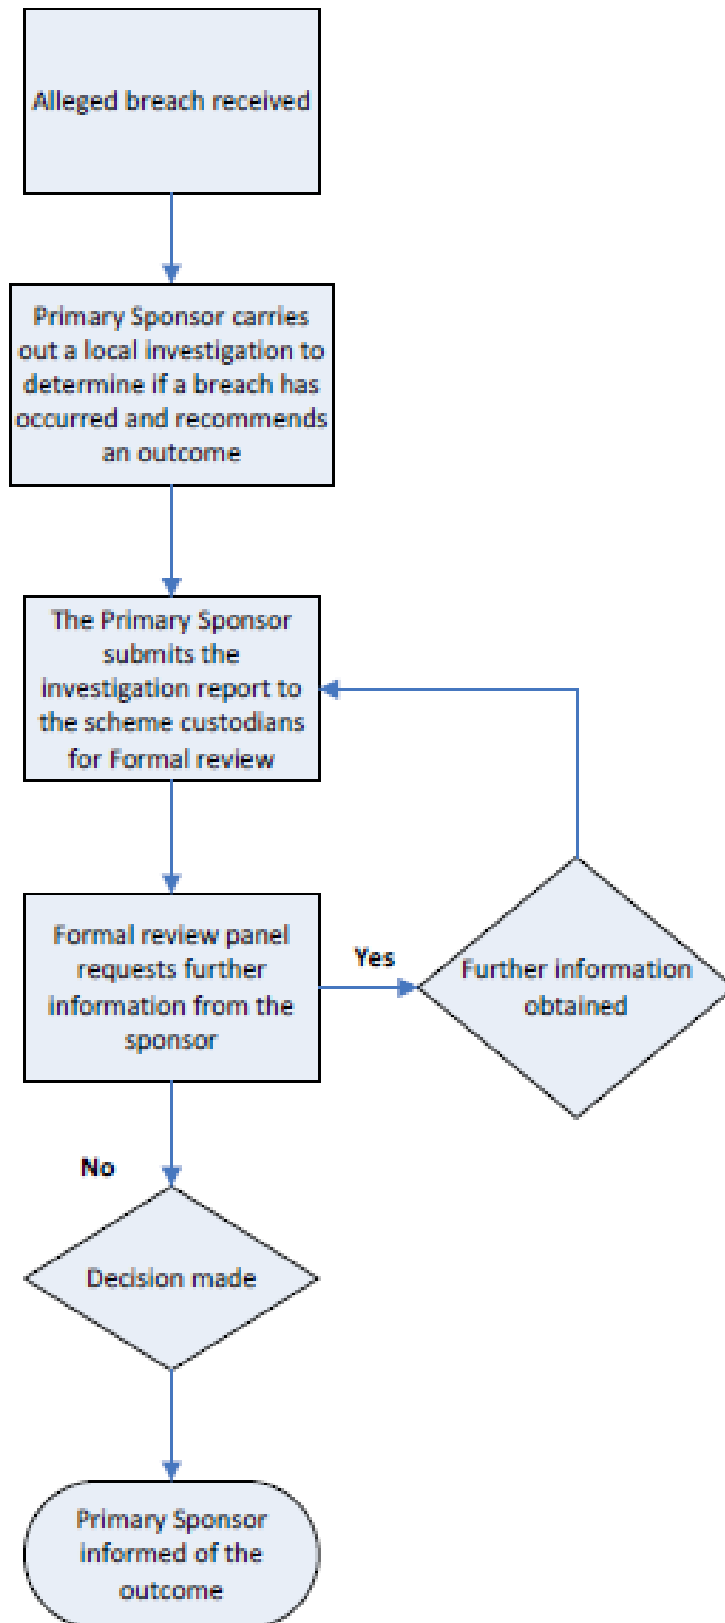 Alleged breach received
Primary Sponsor carries
out a local investigation to
determine if a breach has
occurred and recommends
an outcome
The Primary Sponsor
submits the
investigation report to
the scheme custodians
for Formal review
Formal review panel
requests further
information from the
sponsor
Yes
Further information
obtained
No
Decision made
Primary Sponsor
informed of the
outcome